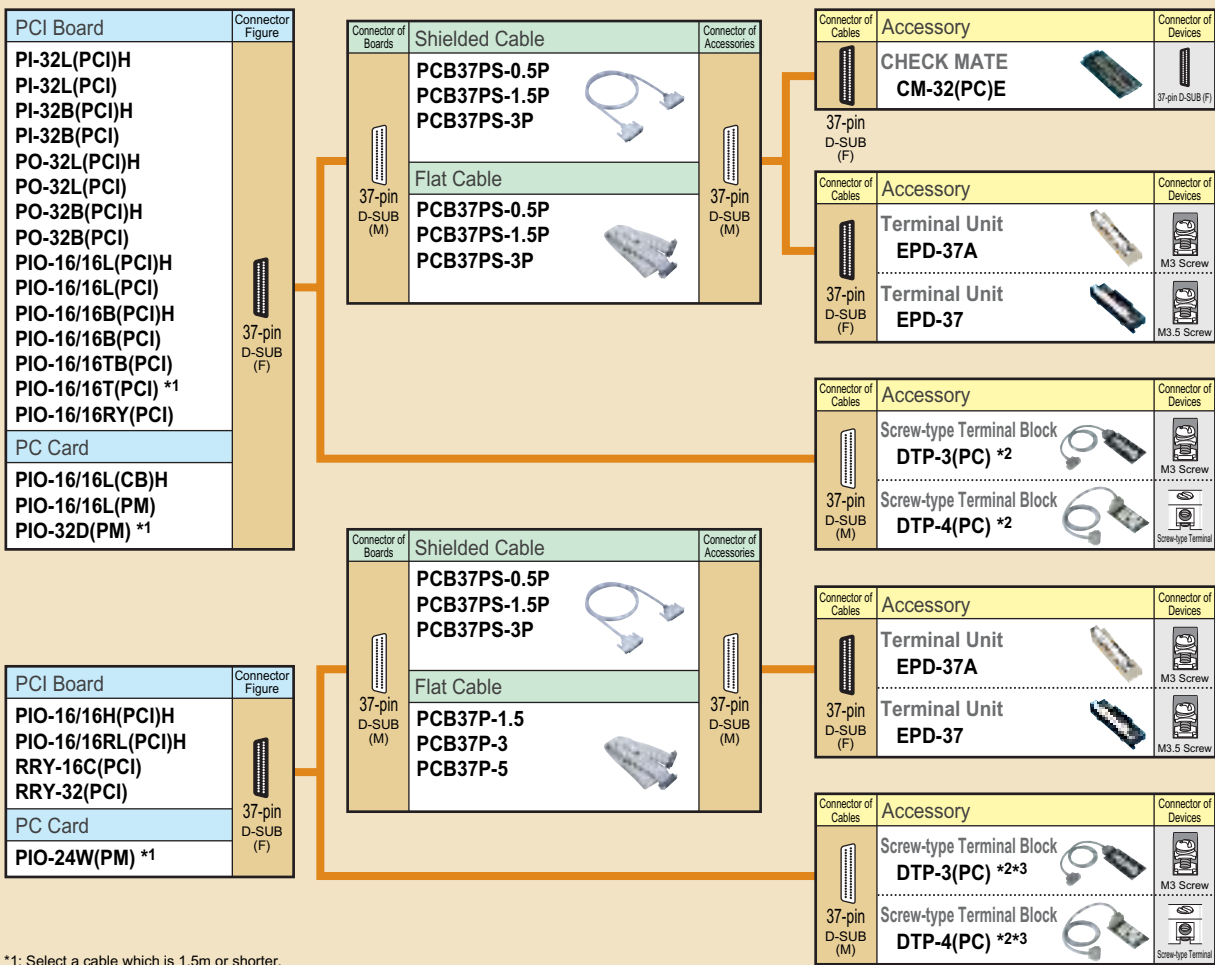 PCI Board
Connector
Figure
PI-32L(PCI)H
PI-32L(PCI)
PI-32B(PCI)H
PI-32B(PCI)
PO-32L(PCI)H
PO-32L(PCI)
PO-32B(PCI)H
PO-32B(PCI)
PIO-16/16L(PCI)H
PIO-16/16L(PCI)
PIO-16/16B(PCI)H
PIO-16/16B(PCI)
PIO-16/16TB(PCI)
PIO-16/16T(PCI) *1
PIO-16/16RY(PCI)
37-pin
D-SUB
(F)
PC Card
PIO-16/16L(CB)H
PIO-16/16L(PM)
PIO-32D(PM) *1
Connector of
Boards
Shielded Cable
Connector of
Accessories
PCB37PS-0.5P
PCB37PS-1.5P
PCB37PS-3P
Flat Cable
PCB37PS-0.5P
PCB37PS-1.5P
PCB37PS-3P
37-pin
D-SUB
(M)
37-pin
D-SUB
(M)
Connector of
Cables
Accessory
Connector of
Devices
CHECK MATE
CM-32(PC)E
37-pin D-SUB (F)
37-pin
D-SUB
(F)
Connector of
Cables
Accessory
Connector of
Devices
Terminal Unit
EPD-37A
M3 Screw
Terminal Unit
EPD-37
M3.5 Screw
37-pin
D-SUB
(F)
Connector of
Cables
Accessory
Connector of
Devices
Screw-type Terminal Block
DTP-3(PC) *2
M3 Screw
Screw-type Terminal Block
DTP-4(PC) *2
Screw-type Terminal
37-pin
D-SUB
(M)
PCI Board
Connector
Figure
PIO-16/16H(PCI)H
PIO-16/16RL(PCI)H
RRY-16C(PCI)
RRY-32(PCI)
37-pin
D-SUB
(F)
PC Card
PIO-24W(PM) *1
Connector of
Boards
Shielded Cable
Connector of
Accessories
PCB37PS-0.5P
PCB37PS-1.5P
PCB37PS-3P
Flat Cable
PCB37P-1.5
PCB37P-3
PCB37P-5
37-pin
D-SUB
(M)
37-pin
D-SUB
(M)
Connector of
Cables
Accessory
Connector of
Devices
Terminal Unit
EPD-37A
M3 Screw
Terminal Unit
EPD-37
M3.5 Screw
37-pin
D-SUB
(F)
Connector of
Cables
Accessory
Connector of
Devices
Screw-type Terminal Block
DTP-3(PC) *2*3
M3 Screw
Screw-type Terminal Block
DTP-4(PC) *2*3
Screw-type Terminal
37-pin
D-SUB
(M)
*1: Select a cable which is 1.5m or shorter.